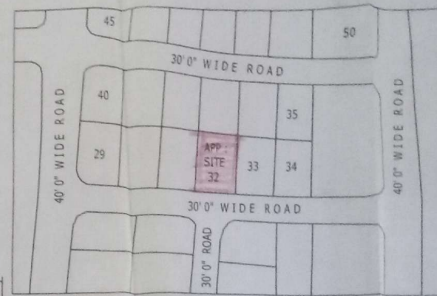 45
50
30'0" WIDE ROAD
40
35
40'0" WIDE ROAD
40'0" WIDE ROAD
29
APP.
SITE
32
33
34
30'0" WIDE ROAD
30'0" ROAD